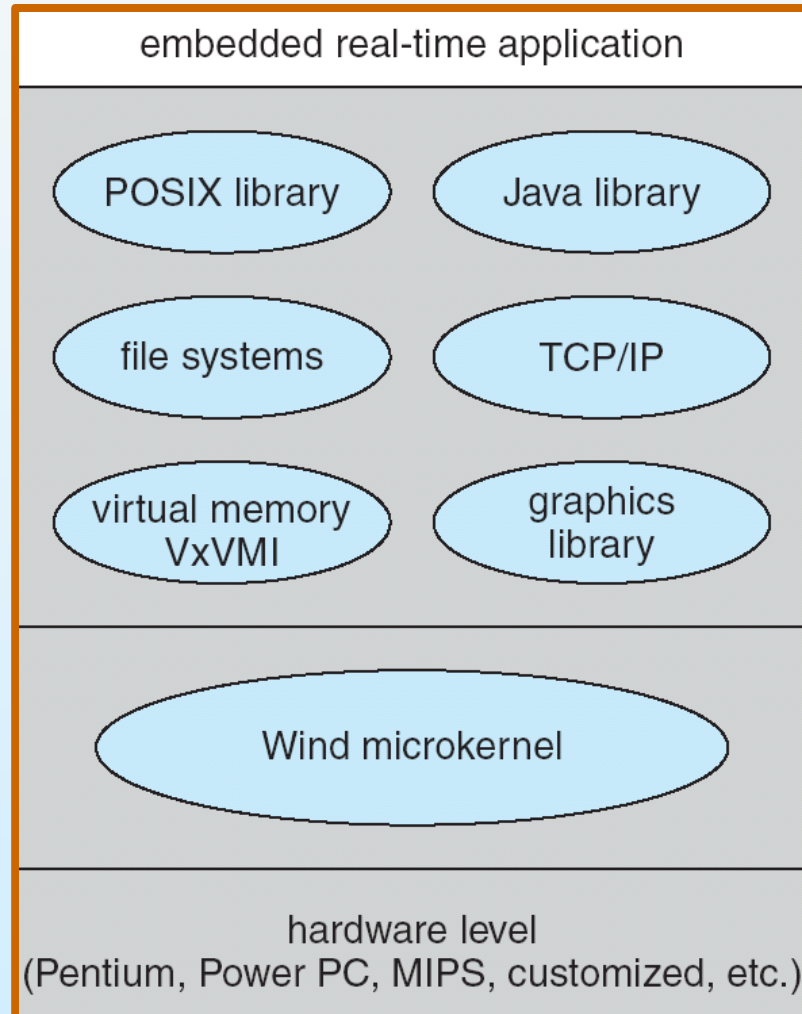 embedded real-time application
POSIX library
Java library
file systems
TCP/IP
virtual memory
VxVMI
graphics
library
Wind microkernel
hardware level
(Pentium, Power PC, MIPS, customized, etc.)